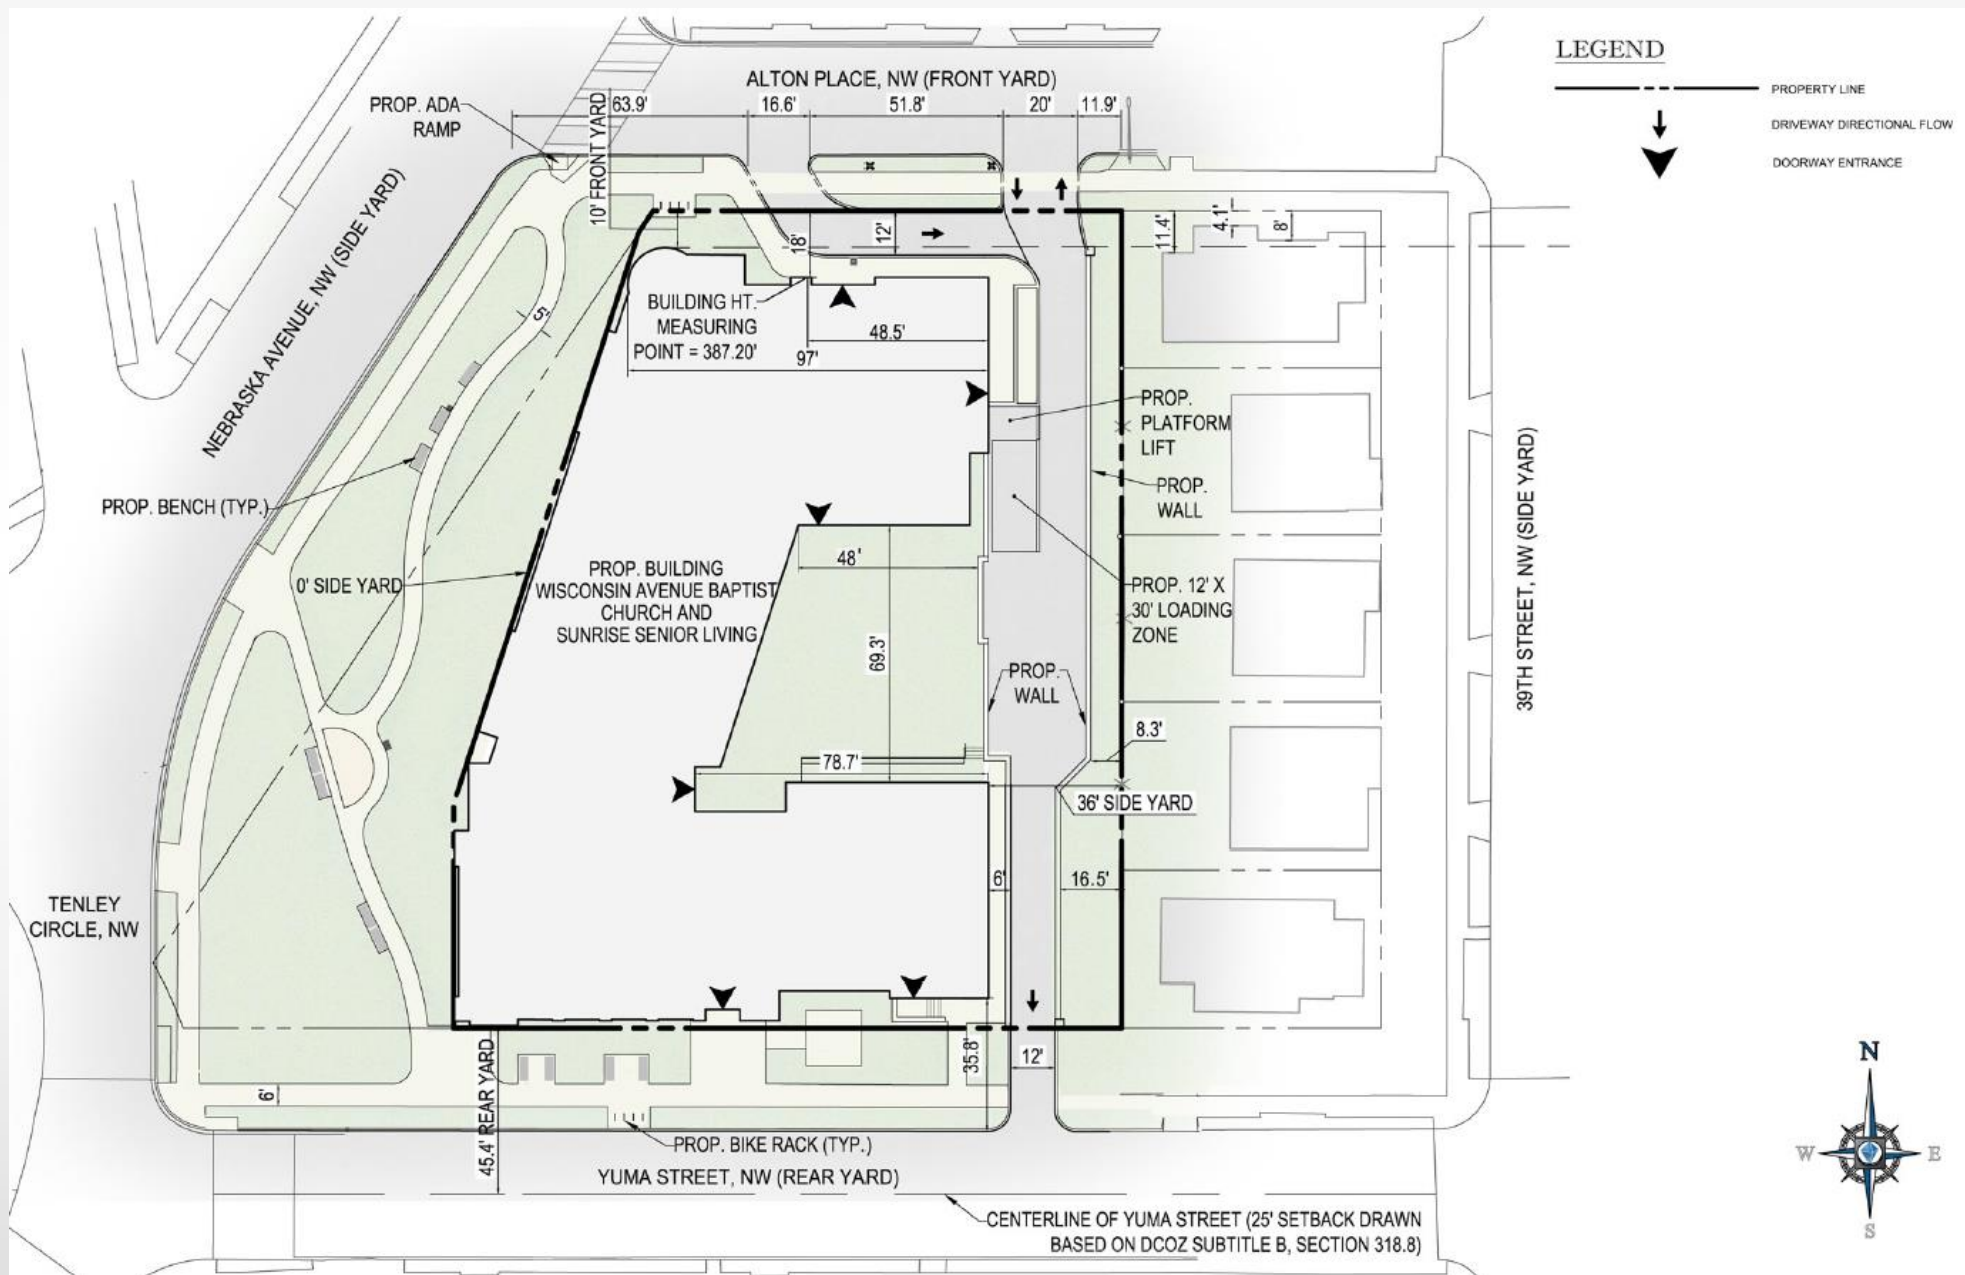 LEGEND
PROPERTY LINE
DRIVEWAY DIRECTIONAL FLOW
DOORWAY ENTRANCE
ALTON PLACE, NW (FRONT YARD)
63.9'
16.6'
51.8'
20'
11.9'
PROP. ADA
RAMP
10' FRONT YARD
NEBRASKA AVENUE, NW (SIDE YARD)
18'
12'
11.4'
4.1'
8'
5'
BUILDING HT.
MEASURING
POINT = 387.20'
48.5'
97'
PROP.
PLATFORM
LIFT
PROP.
WALL
PROP. BENCH (TYP.)
0' SIDE YARD
PROP. BUILDING
WISCONSIN AVENUE BAPTIST
CHURCH AND
SUNRISE SENIOR LIVING
48'
69.3'
PROP. 12' X
30' LOADING
ZONE
PROP.
WALL
39TH STREET, NW (SIDE YARD)
8.3'
78.7'
36' SIDE YARD
6'
16.5'
TENLEY
CIRCLE, NW
45.4' REAR YARD
35.8'
12'
6'
PROP. BIKE RACK (TYP.)
YUMA STREET, NW (REAR YARD)
CENTERLINE OF YUMA STREET (25' SETBACK DRAWN
BASED ON DCOZ SUBTITLE B, SECTION 318.8)
N
W
E
S